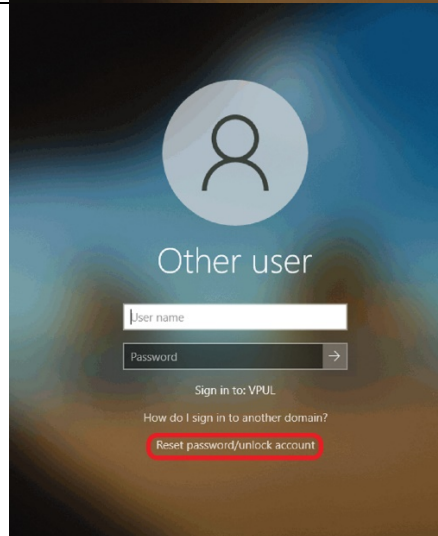 Other user
User name
Password
Sign in to: VPUL
How do I sign in to another domain?
Reset password/unlock account